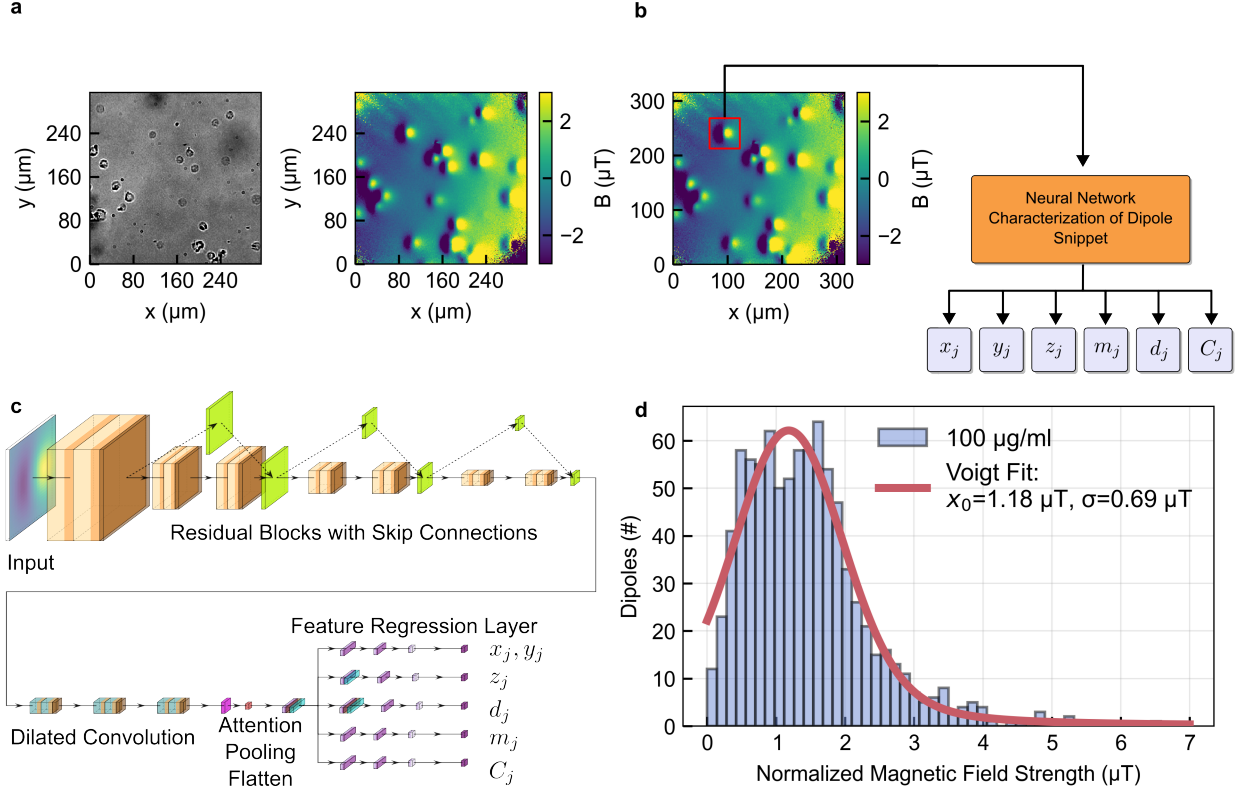 a
y (µm)
240
160
80
0
0
80
160
240
x (µm)
y (µm)
240
160
80
0
0
80
160
240
x (µm)
2
0
−2
B (µT)
b
300
200
100
0
0
100
200
300
x (µm)
2
0
−2
B (µT)
Neural Network
Characterization of Dipole
Snippet
x_j
y_j
z_j
m_j
d_j
C_j
c
Input
Residual Blocks with Skip Connections
Dilated Convolution
Attention
Pooling
Flatten
Feature Regression Layer
x_j, y_j
z_j
d_j
m_j
C_j
d
Dipoles (#)
60
50
40
30
20
10
0
0
1
2
3
4
5
6
7
Normalized Magnetic Field Strength (µT)
100 µg/ml
Voigt Fit:
x₀=1.18 µT, σ=0.69 µT